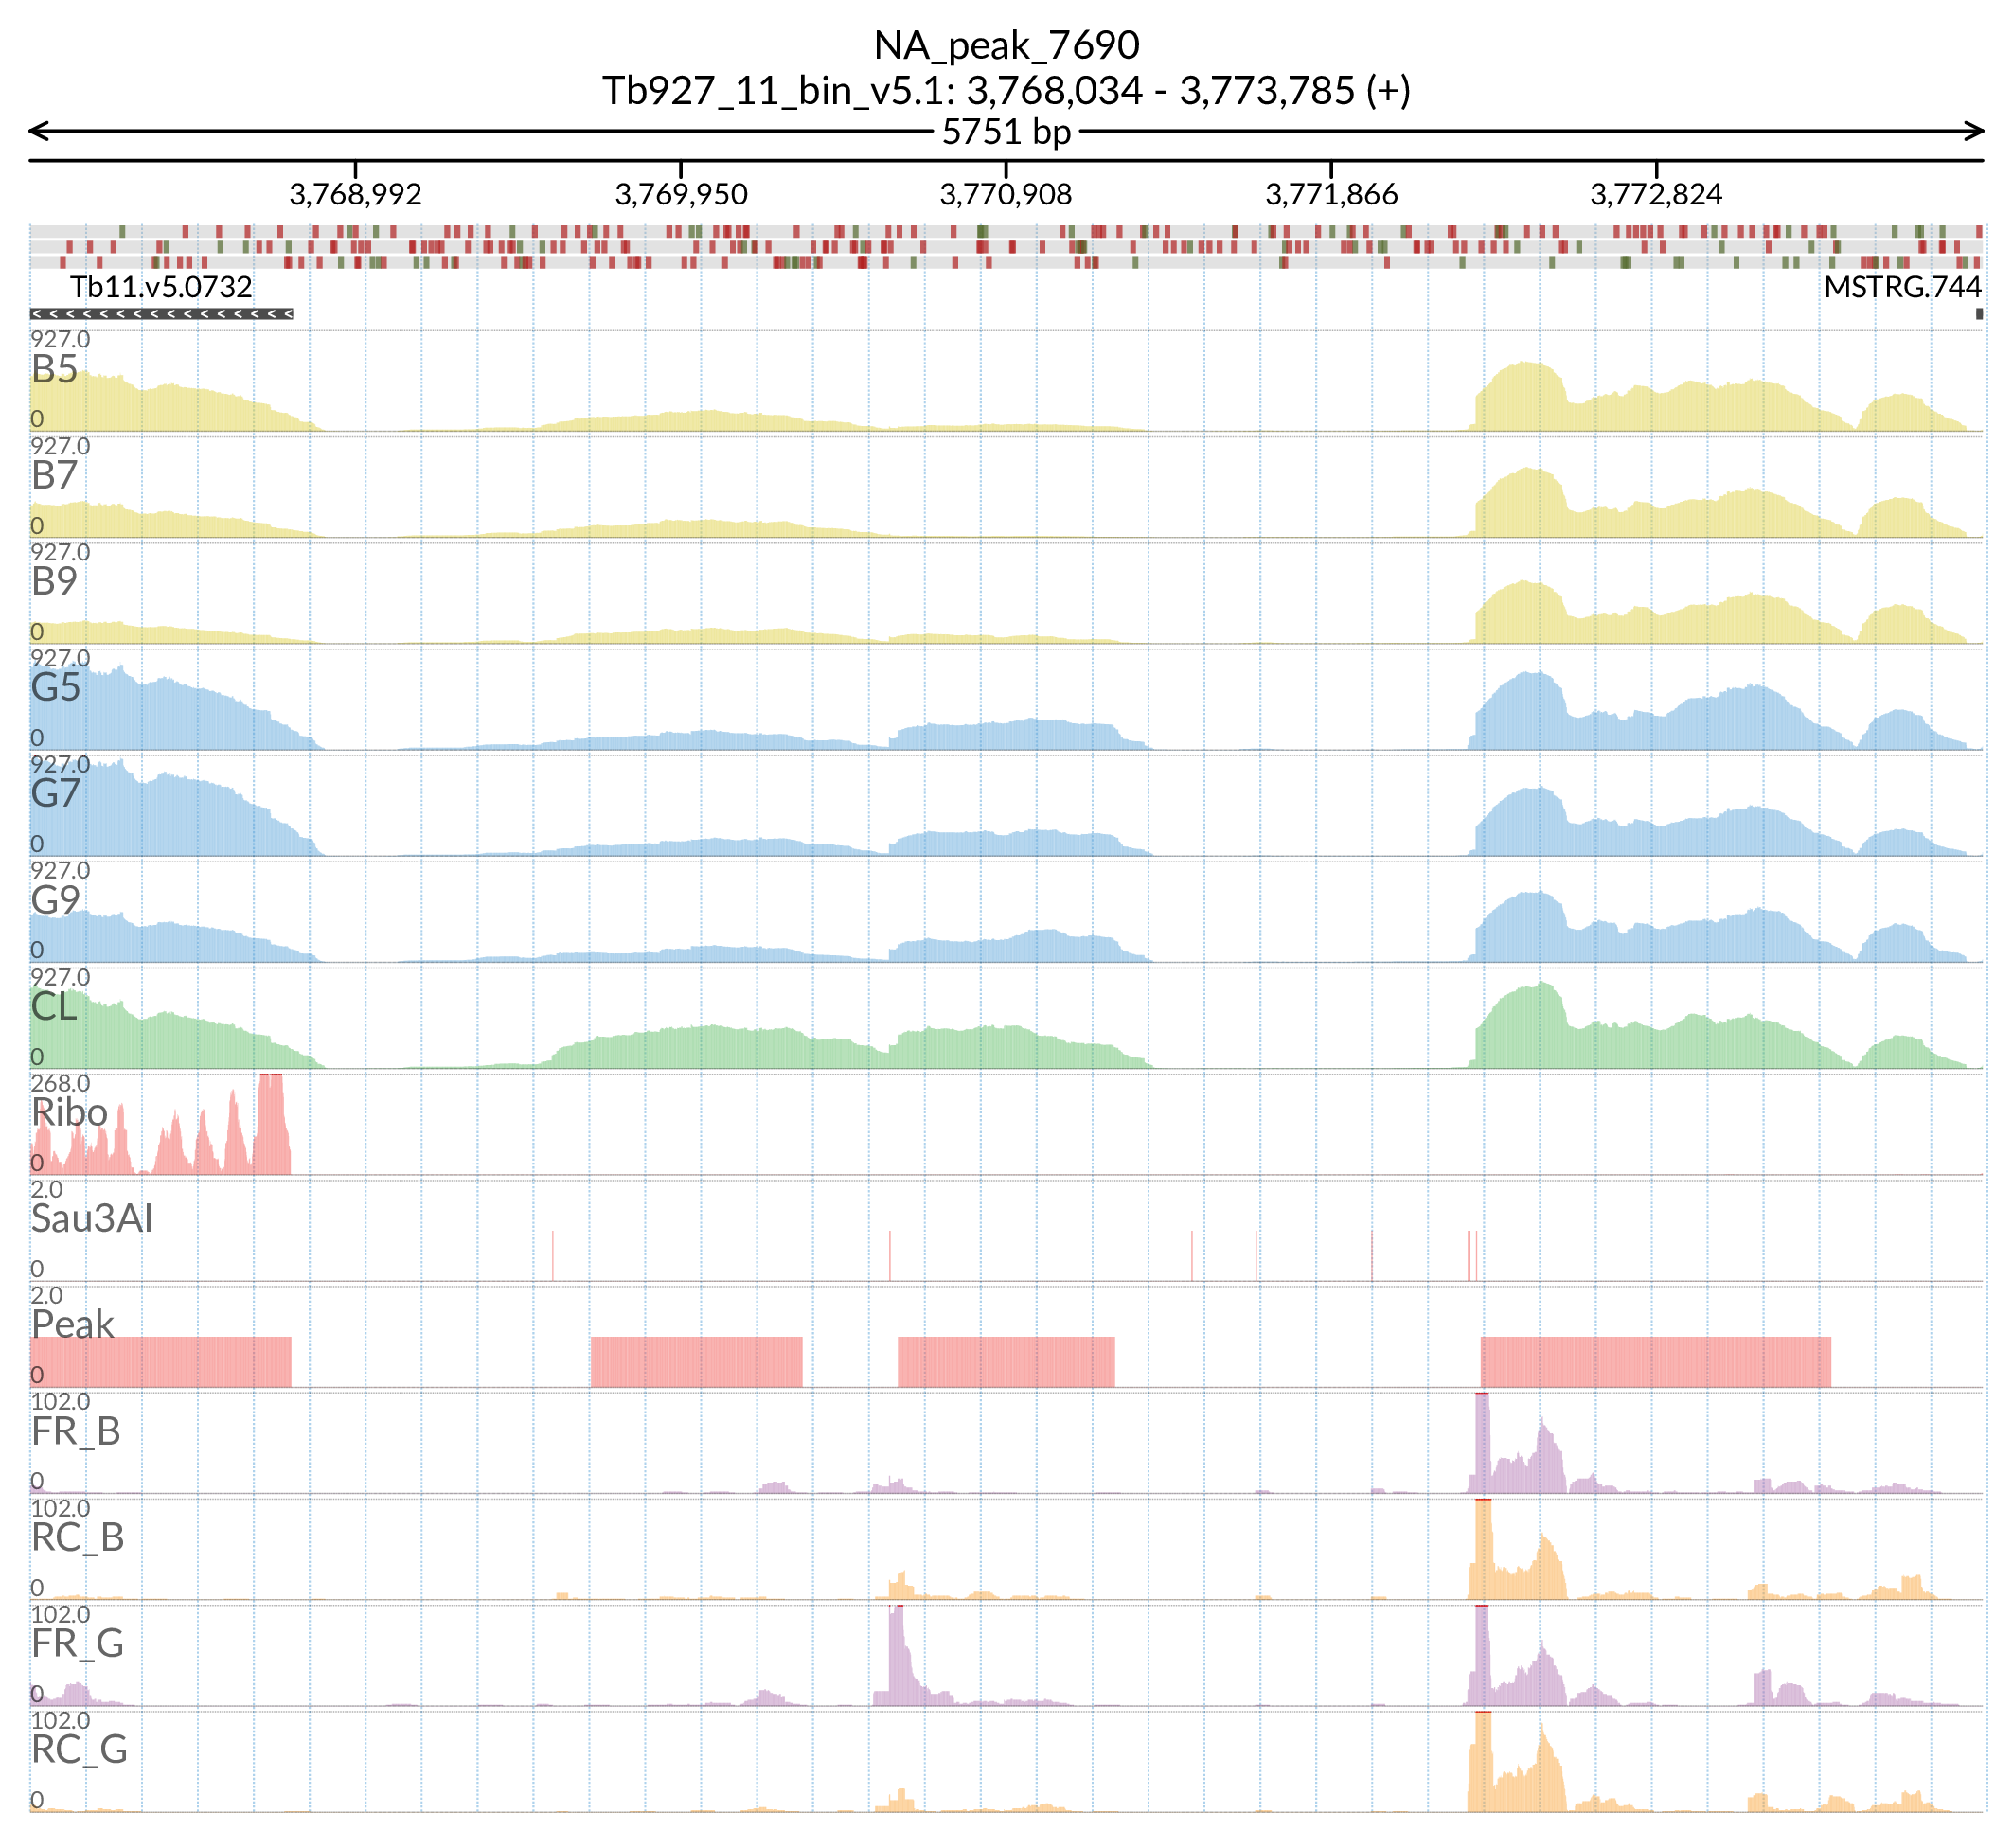 NA_peak_7690
Tb927_11_bin_v5.1: 3,768,034 - 3,773,785 (+)
5751 bp
3,768,992 3,769,950 3,770,908 3,771,866 3,772,824
Tb11.v5.0732 MSTRG.744
927.0
B5
0
927.0
B7
0
927.0
B9
0
927.0
G5
0
927.0
G7
0
927.0
G9
0
927.0
CL
0
268.0
Ribo
0
2.0
Sau3AI
0
2.0
Peak
0
102.0
FR_B
0
102.0
RC_B
0
102.0
FR_G
0
102.0
RC_G
0